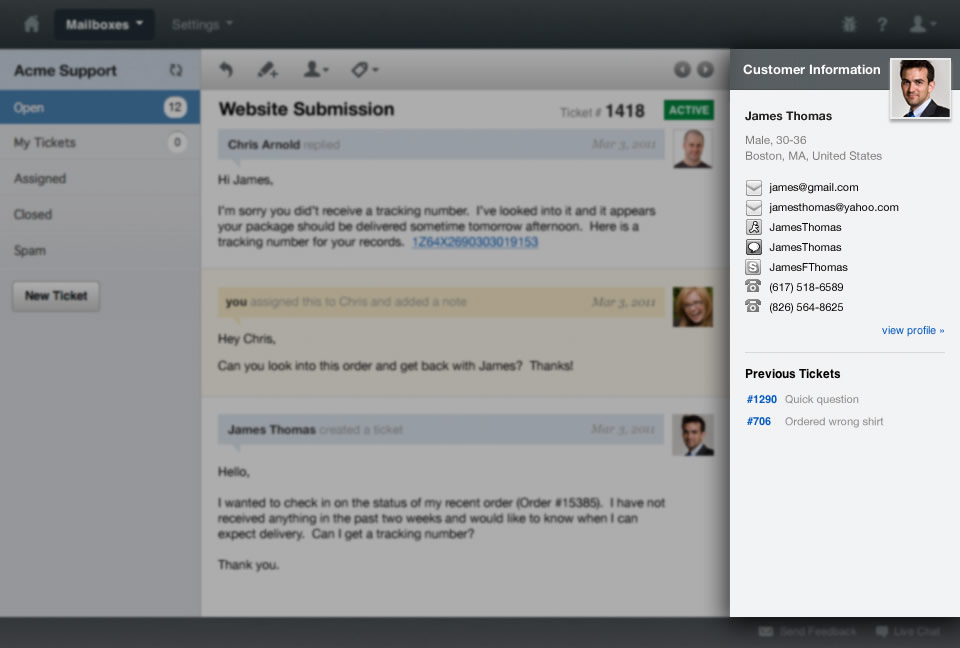 Mailboxes
Settings
?
Acme Support
Open 12
My Tickets 0
Assigned
Closed
Spam
New Ticket
Website Submission
Ticket # 1418 ACTIVE
Chris Arnold replied Mar 3, 2011
Hi James,
I'm sorry you did't receive a tracking number. I've looked into it and it appears
your package should be delivered sometime tomorrow afternoon. Here is a
tracking number for your records. 1Z64X2690303019153
you assigned this to Chris and added a note Mar 3, 2011
Hey Chris,
Can you look into this order and get back with James? Thanks!
James Thomas created a ticket Mar 3, 2011
Hello,
I wanted to check in on the status of my recent order (Order #15385). I have not
received anything in the past two weeks and would like to know when I can
expect delivery. Can I get a tracking number?
Thank you.
Customer Information
James Thomas
Male, 30-36
Boston, MA, United States
james@gmail.com
jamesthomas@yahoo.com
JamesThomas
JamesThomas
JamesFThomas
(617) 518-6589
(826) 564-8625
view profile »
Previous Tickets
#1290 Quick question
#706 Ordered wrong shirt
Send Feedback
Live Chat